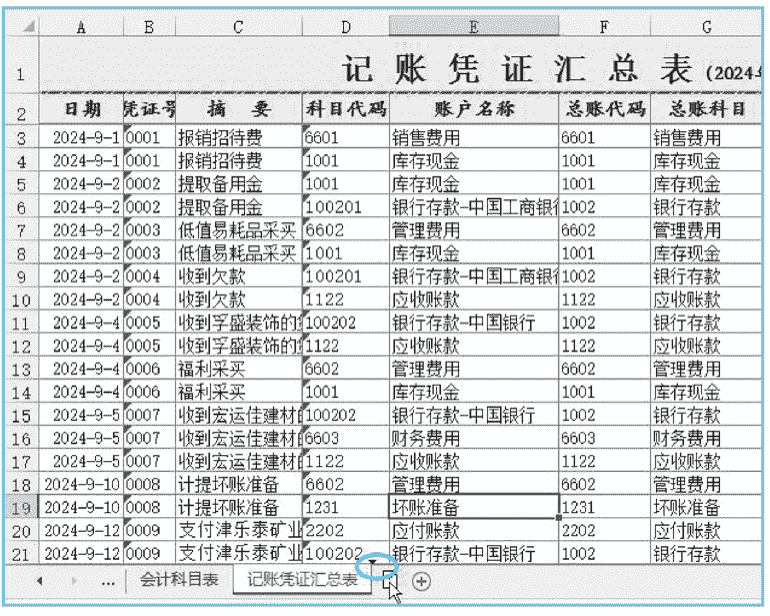 A B C D E F G
1 记 账 凭 证 汇 总 表 (2024年
2 日期 凭证号 摘 要 科目代码 账户名称 总账代码 总账科目
3 2024-9-1 0001 报销招待费 6601 销售费用 6601 销售费用
4 2024-9-1 0001 报销招待费 1001 库存现金 1001 库存现金
5 2024-9-2 0002 提取备用金 1001 库存现金 1001 库存现金
6 2024-9-2 0002 提取备用金 100201 银行存款-中国工商银行 1002 银行存款
7 2024-9-2 0003 低值易耗品采买 6602 管理费用 6602 管理费用
8 2024-9-2 0003 低值易耗品采买 1001 库存现金 1001 库存现金
9 2024-9-2 0004 收到欠款 100201 银行存款-中国工商银行 1002 银行存款
10 2024-9-2 0004 收到欠款 1122 应收账款 1122 应收账款
11 2024-9-4 0005 收到孚盛装饰的 100202 银行存款-中国银行 1002 银行存款
12 2024-9-4 0005 收到孚盛装饰的 1122 应收账款 1122 应收账款
13 2024-9-4 0006 福利采买 6602 管理费用 6602 管理费用
14 2024-9-4 0006 福利采买 1001 库存现金 1001 库存现金
15 2024-9-5 0007 收到宏运佳建材的 100202 银行存款-中国银行 1002 银行存款
16 2024-9-5 0007 收到宏运佳建材的 6603 财务费用 6603 财务费用
17 2024-9-5 0007 收到宏运佳建材的 1122 应收账款 1122 应收账款
18 2024-9-10 0008 计提坏账准备 6602 管理费用 6602 管理费用
19 2024-9-10 0008 计提坏账准备 1231 坏账准备 1231 坏账准备
20 2024-9-12 0009 支付津乐泰矿业 2202 应付账款 2202 应付账款
21 2024-9-12 0009 支付津乐泰矿业 100202 银行存款-中国银行 1002 银行存款
... 会计科目表 记账凭证汇总表